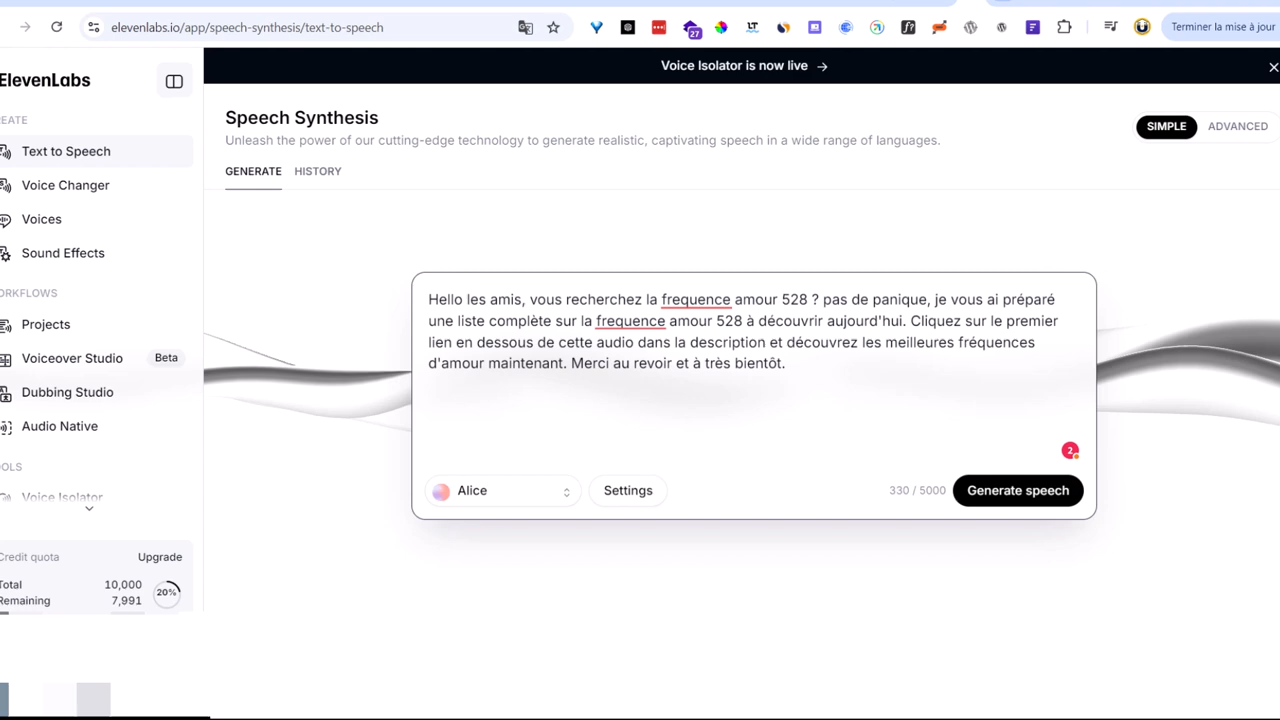 elevenlabs.io/app/speech-synthesis/text-to-speech
27
Terminer la mise à jour
Voice Isolator is now live →
ElevenLabs
REATE
Text to Speech
Voice Changer
Voices
Sound Effects
ORKFLOWS
Projects
Voiceover Studio Beta
Dubbing Studio
Audio Native
OOLS
Voice Isolator
Credit quota Upgrade
Total 10,000
Remaining 7,991
20%
Speech Synthesis
Unleash the power of our cutting-edge technology to generate realistic, captivating speech in a wide range of languages.
SIMPLE ADVANCED
GENERATE HISTORY
Hello les amis, vous recherchez la frequence amour 528 ? pas de panique, je vous ai préparé
une liste complète sur la frequence amour 528 à découvrir aujourd'hui. Cliquez sur le premier
lien en dessous de cette audio dans la description et découvrez les meilleures fréquences
d'amour maintenant. Merci au revoir et à très bientôt.
2
Alice Settings 330 / 5000 Generate speech